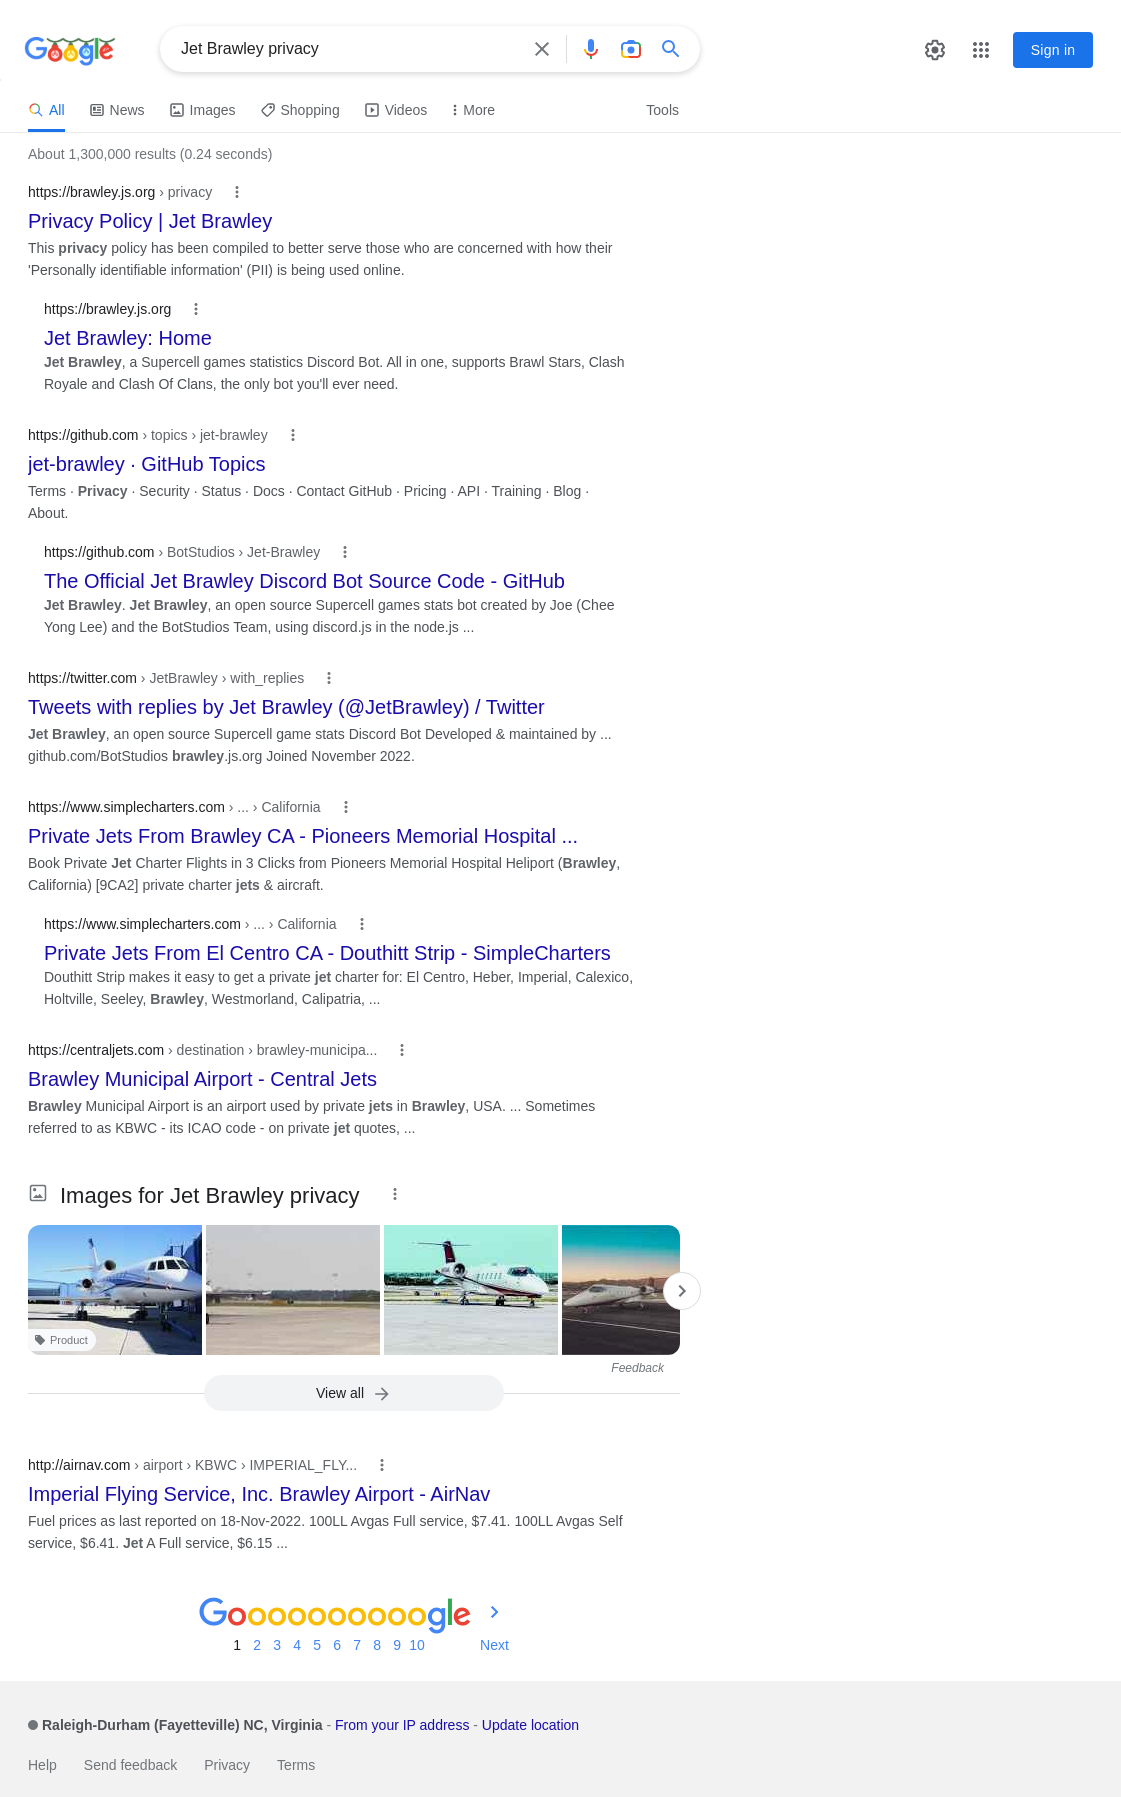 Google
Jet Brawley privacy
Sign in
All
News
Images
Shopping
Videos
More
Tools
About 1,300,000 results (0.24 seconds)
https://brawley.js.org › privacy
Privacy Policy | Jet Brawley
This privacy policy has been compiled to better serve those who are concerned with how their
'Personally identifiable information' (PII) is being used online.
https://brawley.js.org
Jet Brawley: Home
Jet Brawley, a Supercell games statistics Discord Bot. All in one, supports Brawl Stars, Clash
Royale and Clash Of Clans, the only bot you'll ever need.
https://github.com › topics › jet-brawley
jet-brawley · GitHub Topics
Terms · Privacy · Security · Status · Docs · Contact GitHub · Pricing · API · Training · Blog ·
About.
https://github.com › BotStudios › Jet-Brawley
The Official Jet Brawley Discord Bot Source Code - GitHub
Jet Brawley. Jet Brawley, an open source Supercell games stats bot created by Joe (Chee
Yong Lee) and the BotStudios Team, using discord.js in the node.js ...
https://twitter.com › JetBrawley › with_replies
Tweets with replies by Jet Brawley (@JetBrawley) / Twitter
Jet Brawley, an open source Supercell game stats Discord Bot Developed & maintained by ...
github.com/BotStudios brawley.js.org Joined November 2022.
https://www.simplecharters.com › ... › California
Private Jets From Brawley CA - Pioneers Memorial Hospital ...
Book Private Jet Charter Flights in 3 Clicks from Pioneers Memorial Hospital Heliport (Brawley,
California) [9CA2] private charter jets & aircraft.
https://www.simplecharters.com › ... › California
Private Jets From El Centro CA - Douthitt Strip - SimpleCharters
Douthitt Strip makes it easy to get a private jet charter for: El Centro, Heber, Imperial, Calexico,
Holtville, Seeley, Brawley, Westmorland, Calipatria, ...
https://centraljets.com › destination › brawley-municipa...
Brawley Municipal Airport - Central Jets
Brawley Municipal Airport is an airport used by private jets in Brawley, USA. ... Sometimes
referred to as KBWC - its ICAO code - on private jet quotes, ...
Images for Jet Brawley privacy
Product
Feedback
View all
http://airnav.com › airport › KBWC › IMPERIAL_FLY...
Imperial Flying Service, Inc. Brawley Airport - AirNav
Fuel prices as last reported on 18-Nov-2022. 100LL Avgas Full service, $7.41. 100LL Avgas Self
service, $6.41. Jet A Full service, $6.15 ...
Goooooooooogle
1 2 3 4 5 6 7 8 9 10 Next
Raleigh-Durham (Fayetteville) NC, Virginia - From your IP address - Update location
Help Send feedback Privacy Terms